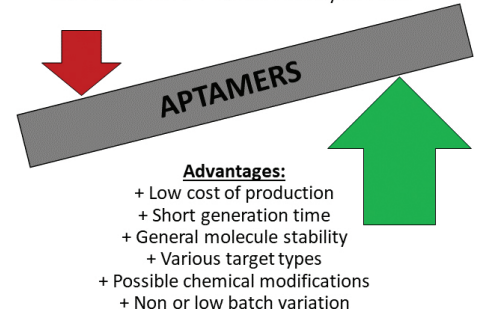 APTAMERS
Advantages:
+ Low cost of production
+ Short generation time
+ General molecule stability
+ Various target types
+ Possible chemical modifications
+ Non or low batch variation